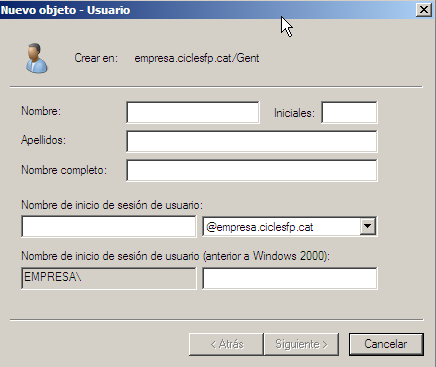 Nuevo objeto - Usuario
Crear en: empresa.ciclesfp.cat/Gent
Nombre: Iniciales:
Apellidos:
Nombre completo:
Nombre de inicio de sesión de usuario:
@empresa.ciclesfp.cat
Nombre de inicio de sesión de usuario (anterior a Windows 2000):
EMPRESA\
< Atrás Siguiente > Cancelar